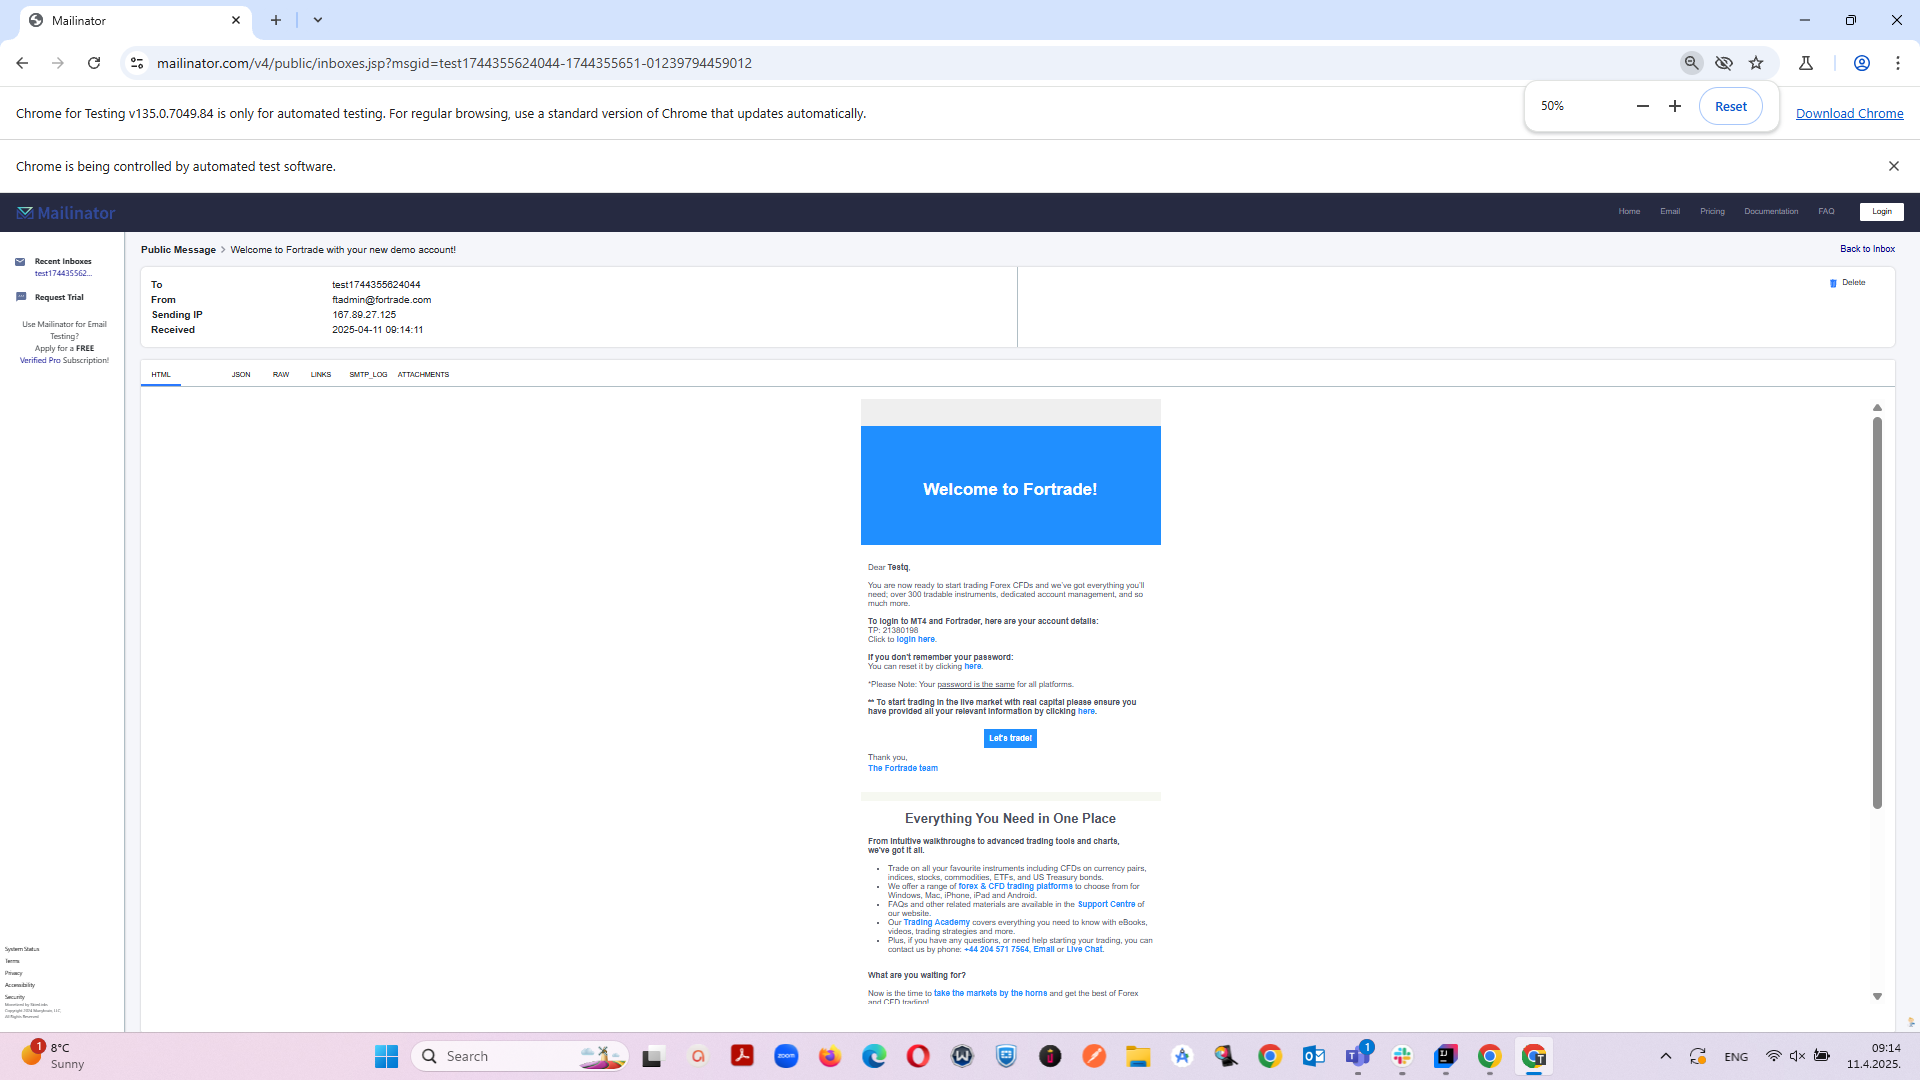 Mailinator
mailinator.com/v4/public/inboxes.jsp?msgid=test1744355624044-1744355651-01239794459012
Chrome for Testing v135.0.7049.84 is only for automated testing. For regular browsing, use a standard version of Chrome that updates automatically.
50%
Reset
Download Chrome
Chrome is being controlled by automated test software.
Mailinator
Home
Email
Pricing
Documentation
FAQ
Login
Recent Inboxes
test174435562...
Request Trial
Use Mailinator for Email
Testing?
Apply for a FREE
Verified Pro Subscription!
Public Message > Welcome to Fortrade with your new demo account!
Back to Inbox
To test1744355624044
From ftadmin@fortrade.com
Sending IP 167.89.27.125
Received 2025-04-11 09:14:11
Delete
HTML
JSON
RAW
LINKS
SMTP_LOG
ATTACHMENTS
Welcome to Fortrade!
Dear Testq,
You are now ready to start trading Forex CFDs and we've got everything you'll
need; over 300 tradable instruments, dedicated account management, and so
much more.
To login to MT4 and Fortrader, here are your account details:
TP: 21380198
Click to login here.
If you don't remember your password:
You can reset it by clicking here.
*Please Note: Your password is the same for all platforms.
** To start trading in the live market with real capital please ensure you
have provided all your relevant information by clicking here.
Let's trade!
Thank you,
The Fortrade team
Everything You Need in One Place
From intuitive walkthroughs to advanced trading tools and charts,
we've got it all.
• Trade on all your favourite instruments including CFDs on currency pairs,
indices, stocks, commodities, ETFs, and US Treasury bonds.
• We offer a range of forex & CFD trading platforms to choose from for
Windows, Mac, iPhone, iPad and Android.
• FAQs and other related materials are available in the Support Centre of
our website.
• Our Trading Academy covers everything you need to know with eBooks,
videos, trading strategies and more.
• Plus, if you have any questions, or need help starting your trading, you can
contact us by phone: +44 204 571 7564, Email or Live Chat.
What are you waiting for?
Now is the time to take the markets by the horns and get the best of Forex
and CFD trading!
System Status
Terms
Privacy
Accessibility
Security
All Rights Reserved
1
8°C
Sunny
Search
zoom
1
ENG
09:14
11.4.2025.